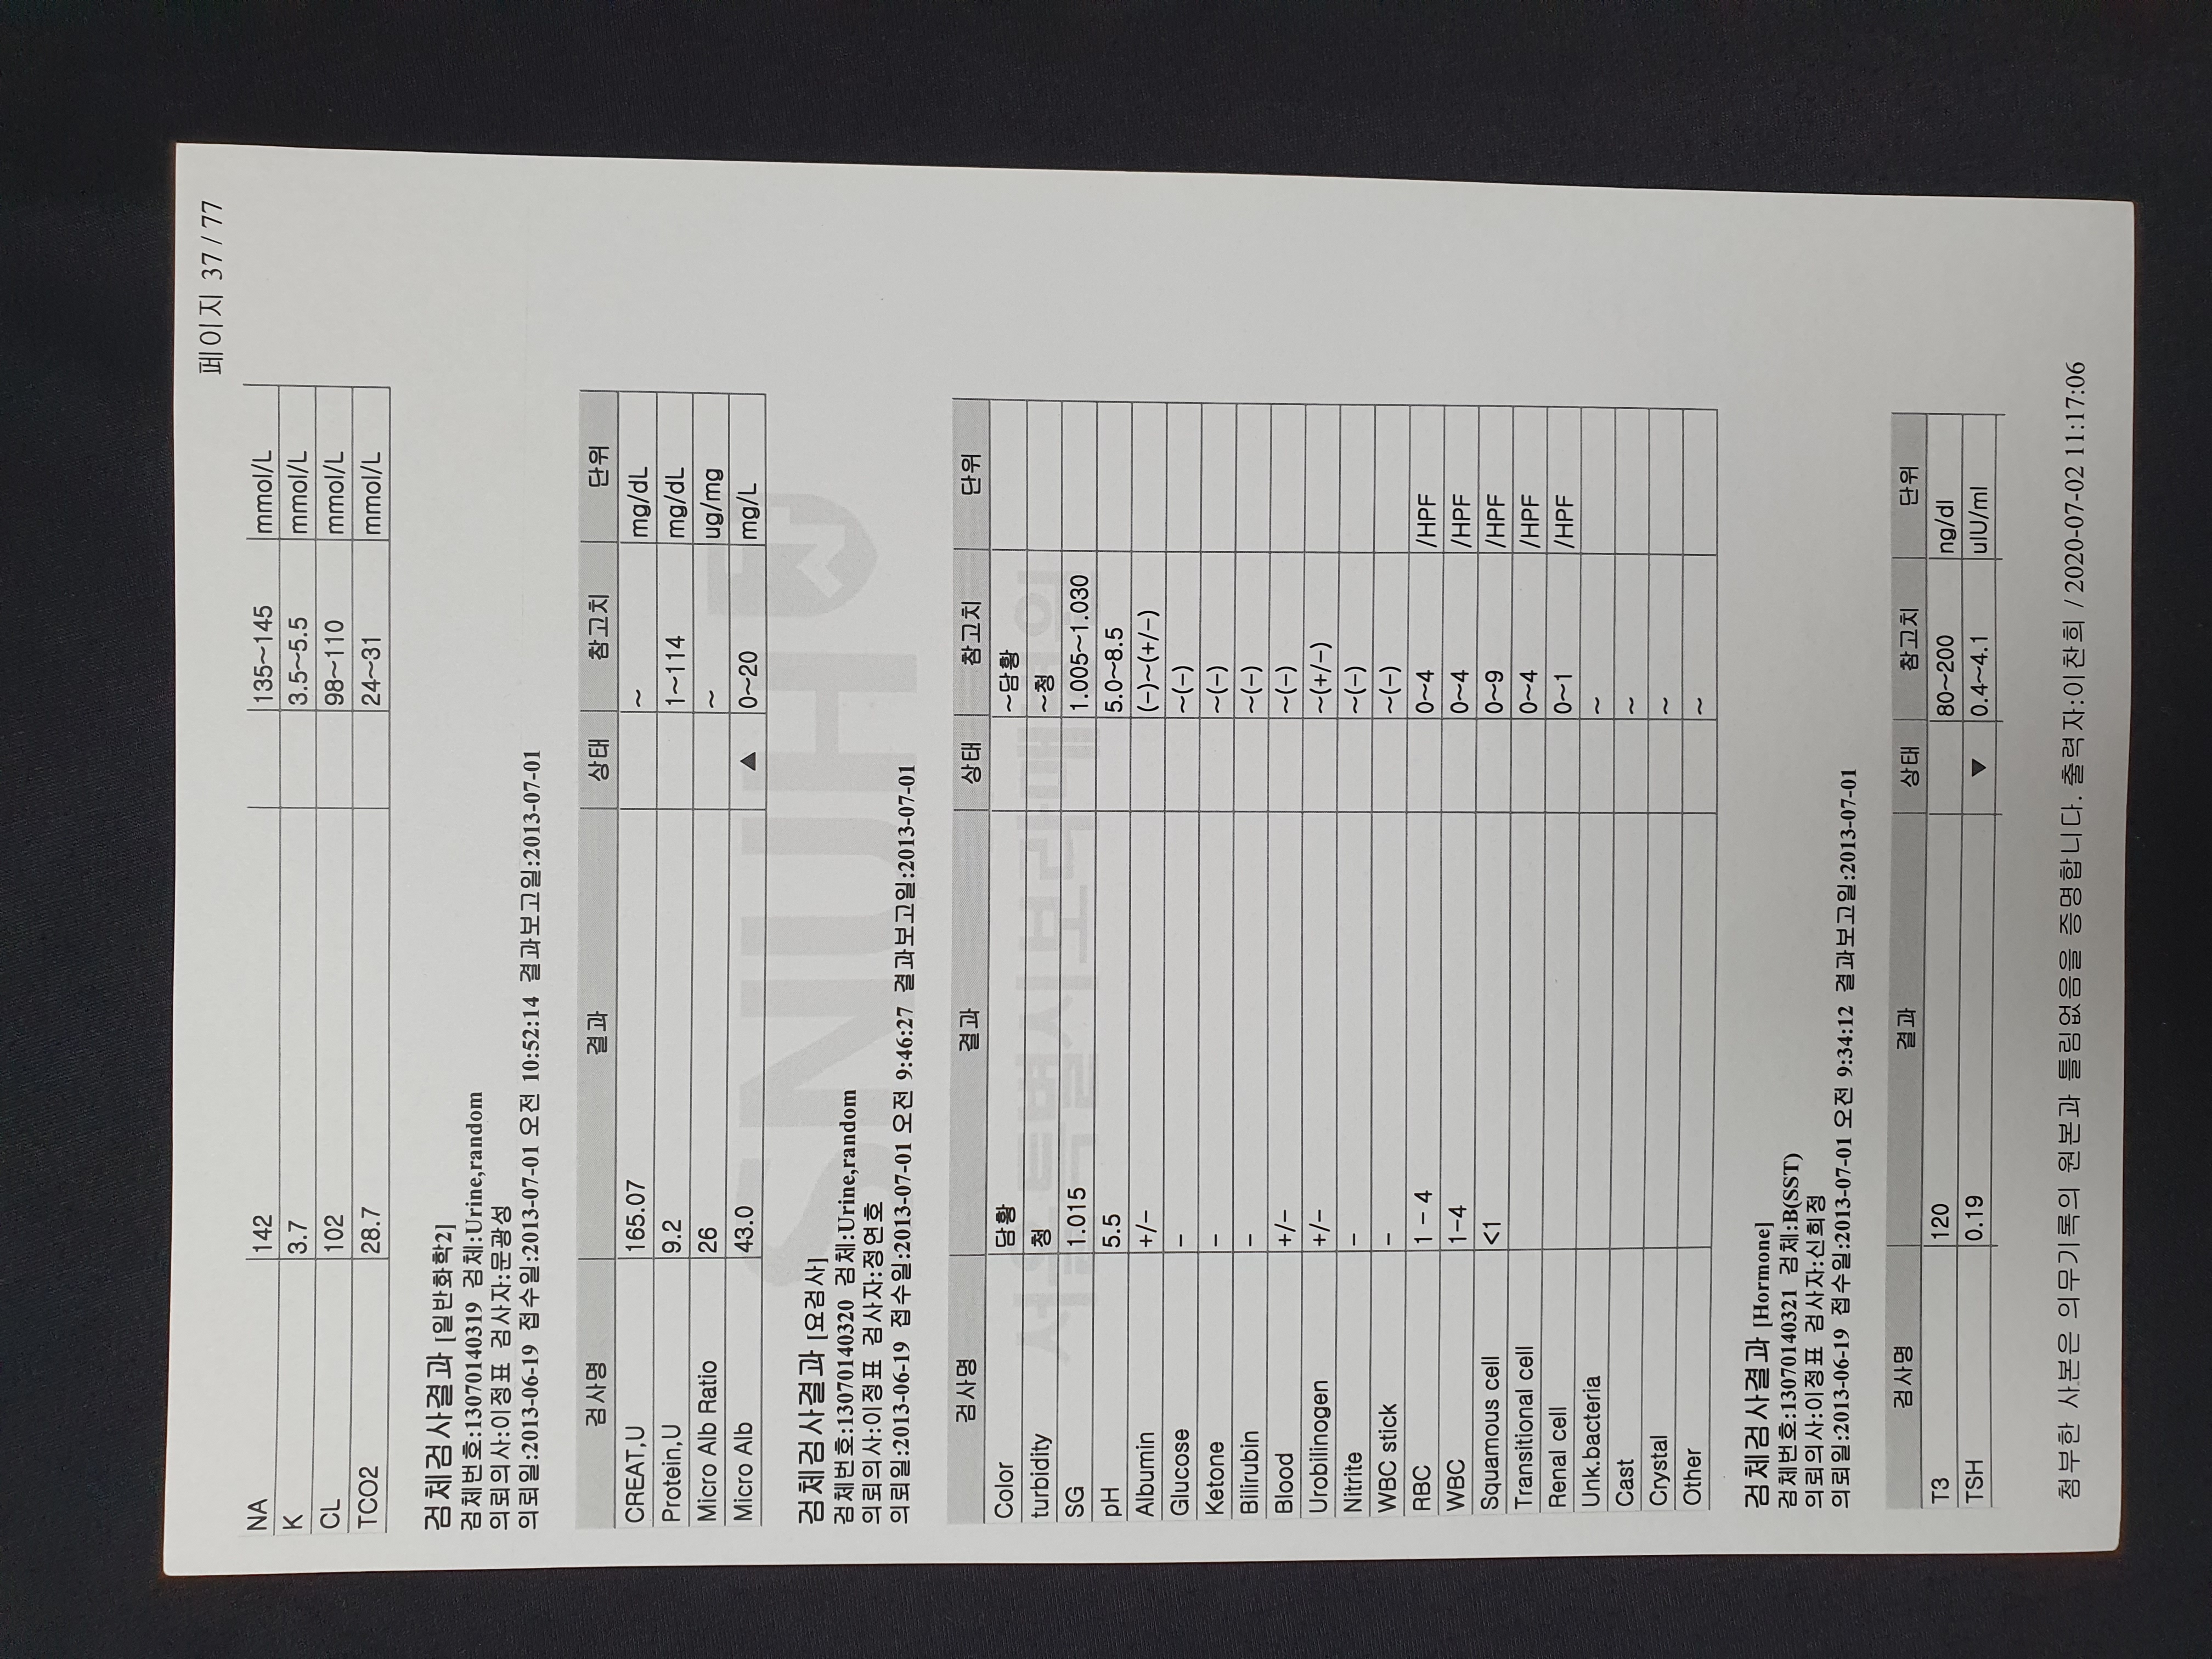 페이지 37 / 77
NA 142 135~145 mmol/L
K 3.7 3.5~5.5 mmol/L
CL 102 98~110 mmol/L
TCO2 28.7 24~31 mmol/L
검체검사결과 [일반화학2]
검체번호:13070140319 검체:Urine,random
의뢰의사:이정표 검사자:문광성
의뢰일:2013-06-19 접수일:2013-07-01 오전 10:52:14 결과보고일:2013-07-01
검사명 결과 상태 참고치 단위
CREAT,U 165.07 ~ mg/dL
Protein,U 9.2 1~114 mg/dL
Micro Alb Ratio 26 ~ ug/mg
Micro Alb 43.0 ▲ 0~20 mg/L
SNUH
검체검사결과 [요검사]
검체번호:13070140320 검체:Urine,random
의뢰의사:이정표 검사자:정연호
의뢰일:2013-06-19 접수일:2013-07-01 오전 9:46:27 결과보고일:2013-07-01
검사명 결과 상태 참고치 단위
Color 담황 ~담황
서울특별시보라매병원
turbidity 청 ~청
SG 1.015 1.005~1.030
pH 5.5 5.0~8.5
Albumin +/- (-)~(+/-)
Glucose - ~(-)
Ketone - ~(-)
Bilirubin - ~(-)
Blood +/- ~(-)
Urobilinogen +/- ~(+/-)
Nitrite - ~(-)
WBC stick - ~(-)
RBC 1 - 4 0~4 /HPF
WBC 1-4 0~4 /HPF
Squamous cell <1 0~9 /HPF
Transitional cell 0~4 /HPF
Renal cell 0~1 /HPF
Unk.bacteria ~
Cast ~
Crystal ~
Other ~
검체검사결과 [Hormone]
검체번호:13070140321 검체:B(SST)
의뢰의사:이정표 검사자:신희정
의뢰일:2013-06-19 접수일:2013-07-01 오전 9:34:12 결과보고일:2013-07-01
검사명 결과 상태 참고치 단위
T3 120 80~200 ng/dl
TSH 0.19 ▼ 0.4~4.1 uIU/ml
첨부한 사본은 의무기록의 원본과 틀림없음을 증명합니다. 출력자:이찬희 / 2020-07-02 11:17:06